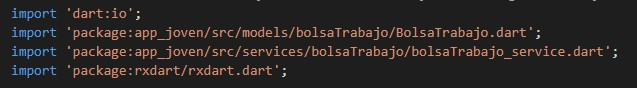 import 'dart:io';
import 'package:app_joven/src/models/bolsaTrabajo/BolsaTrabajo.dart';
import 'package:app_joven/src/services/bolsaTrabajo/bolsaTrabajo_service.dart';
import 'package:rxdart/rxdart.dart';